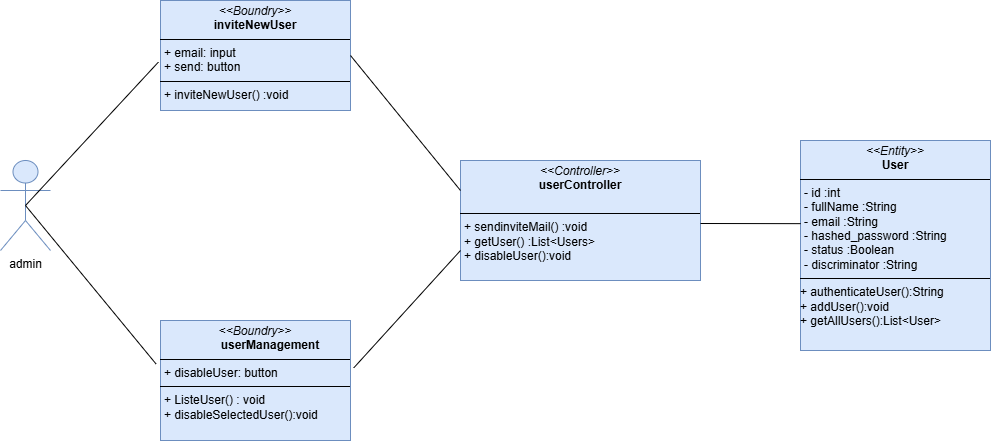 <<Boundry>>
inviteNewUser
+ email: input
+ send: button
+ inviteNewUser() :void
admin
<<Boundry>>
userManagement
+ disableUser: button
+ ListeUser() : void
+ disableSelectedUser():void
<<Controller>>
userController
+ sendinviteMail() :void
+ getUser() :List<Users>
+ disableUser():void
<<Entity>>
User
- id :int
- fullName :String
- email :String
- hashed_password :String
- status :Boolean
- discriminator :String
+ authenticateUser():String
+ addUser():void
+ getAllUsers():List<User>